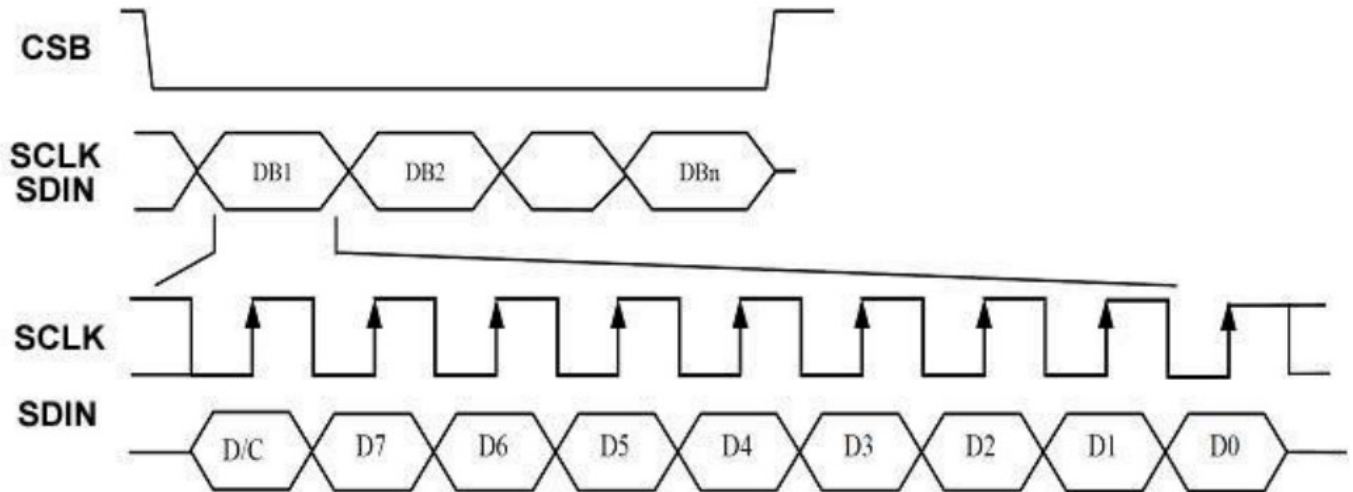 CSB
SCLK
SDIN
DB1 DB2 DBn
SCLK
SDIN
D/C D7 D6 D5 D4 D3 D2 D1 D0